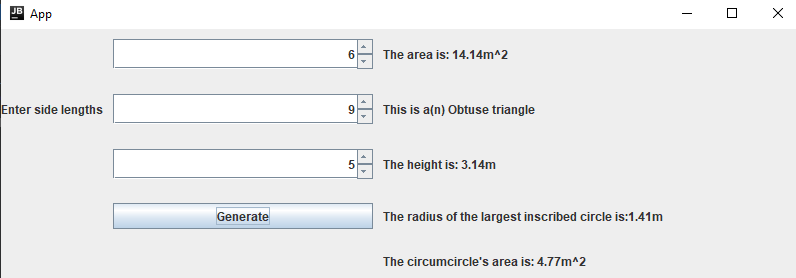 JB App
6 The area is: 14.14m^2
Enter side lengths 9 This is a(n) Obtuse triangle
5 The height is: 3.14m
Generate The radius of the largest inscribed circle is:1.41m
The circumcircle's area is: 4.77m^2